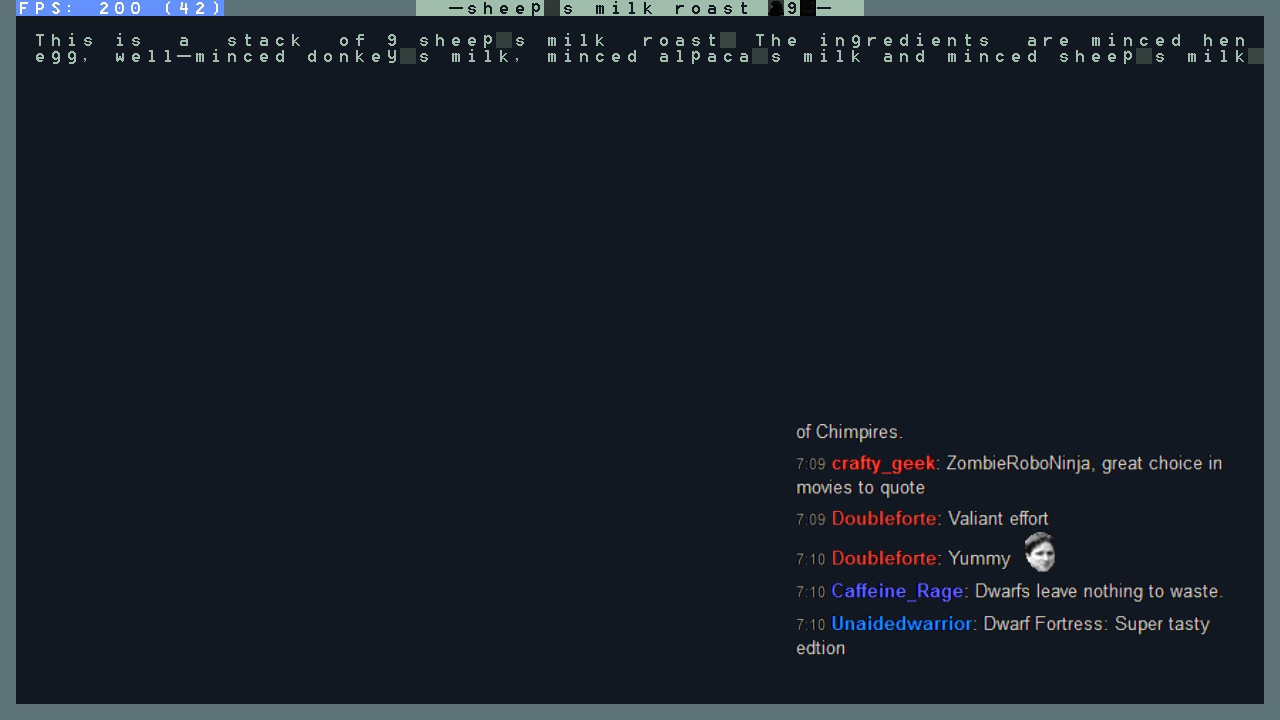 FPS: 200 (42)
—sheep s milk roast 9 —
This is a stack of 9 sheep s milk roast The ingredients are minced hen
egg, well—minced donkey s milk, minced alpaca s milk and minced sheep s milk
of Chimpires.
7:09 crafty_geek: ZombieRoboNinja, great choice in
movies to quote
7:09 Doubleforte: Valiant effort
7:10 Doubleforte: Yummy
7:10 Caffeine_Rage: Dwarfs leave nothing to waste.
7:10 Unaidedwarrior: Dwarf Fortress: Super tasty
edtion